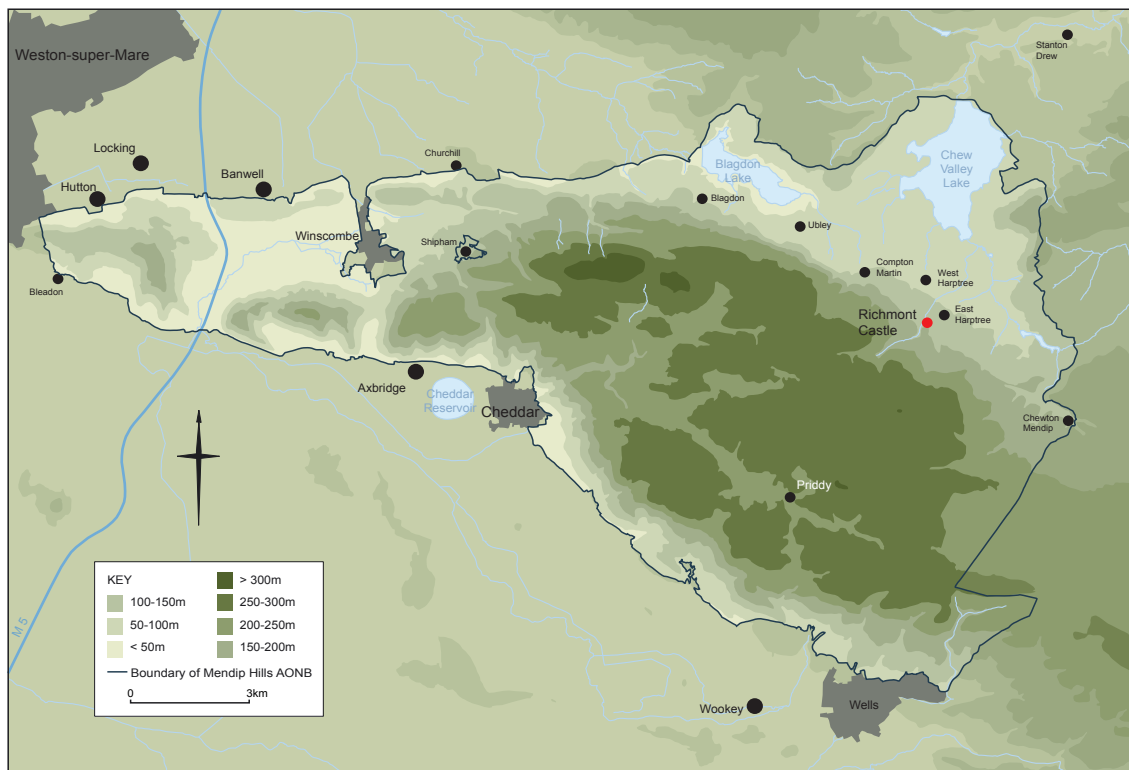 Weston-super-Mare
Stanton
Drew
Locking
Churchill
Chew
Valley
Lake
Blagdon
Lake
Banwell
Hutton
Blagdon
Ubley
Winscombe
Shipham
Compton
Martin
West
Harptree
Bleadon
Richmont
Castle
East
Harptree
Axbridge
Cheddar
Reservoir
Cheddar
Chewton
Mendip
Priddy
M 5
KEY
100-150m
50-100m
< 50m
> 300m
250-300m
200-250m
150-200m
Boundary of Mendip Hills AONB
0 3km
Wookey
Wells